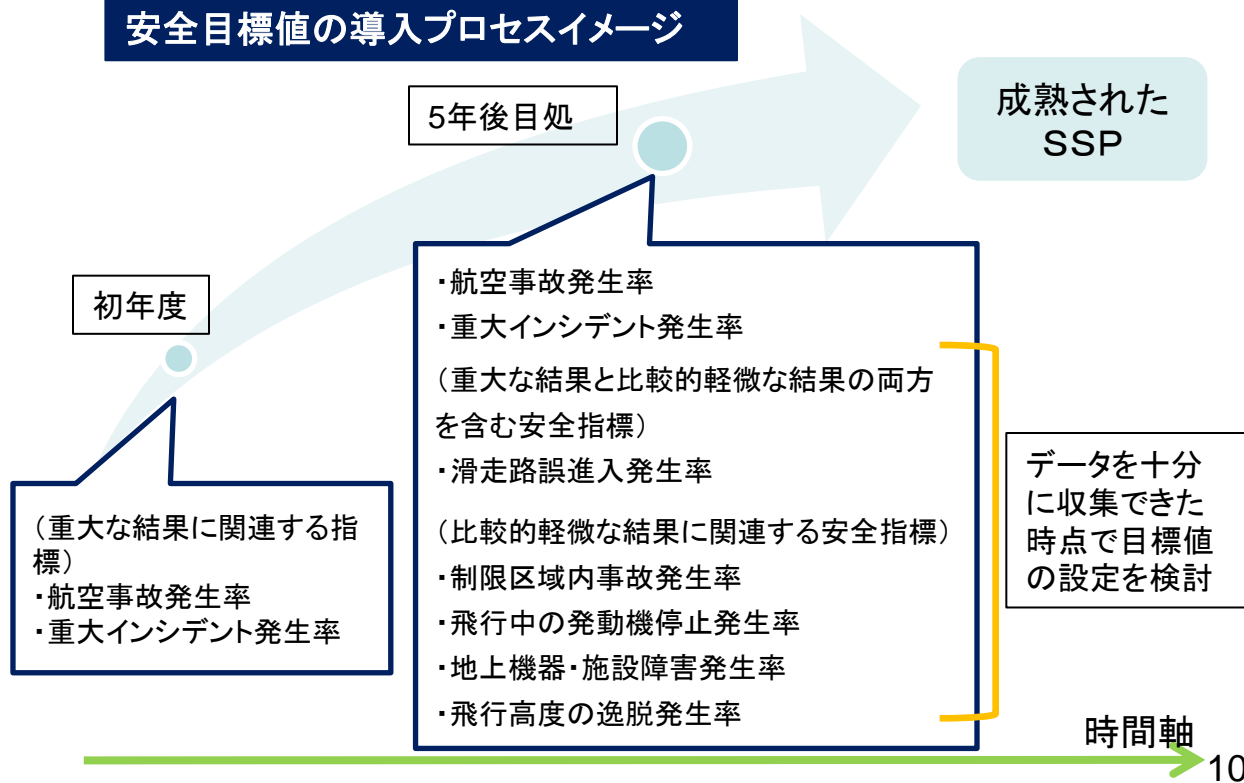 安全目標値の導入プロセスイメージ
5年後目処
成熟された
SSP
初年度
(重大な結果に関連する指
標)
・航空事故発生率
・重大インシデント発生率
・航空事故発生率
・重大インシデント発生率
(重大な結果と比較的軽微な結果の両方
を含む安全指標)
・滑走路誤進入発生率
(比較的軽微な結果に関連する安全指標)
・制限区域内事故発生率
・飛行中の発動機停止発生率
・地上機器・施設障害発生率
・飛行高度の逸脱発生率
データを十分
に収集できた
時点で目標値
の設定を検討
時間軸
10